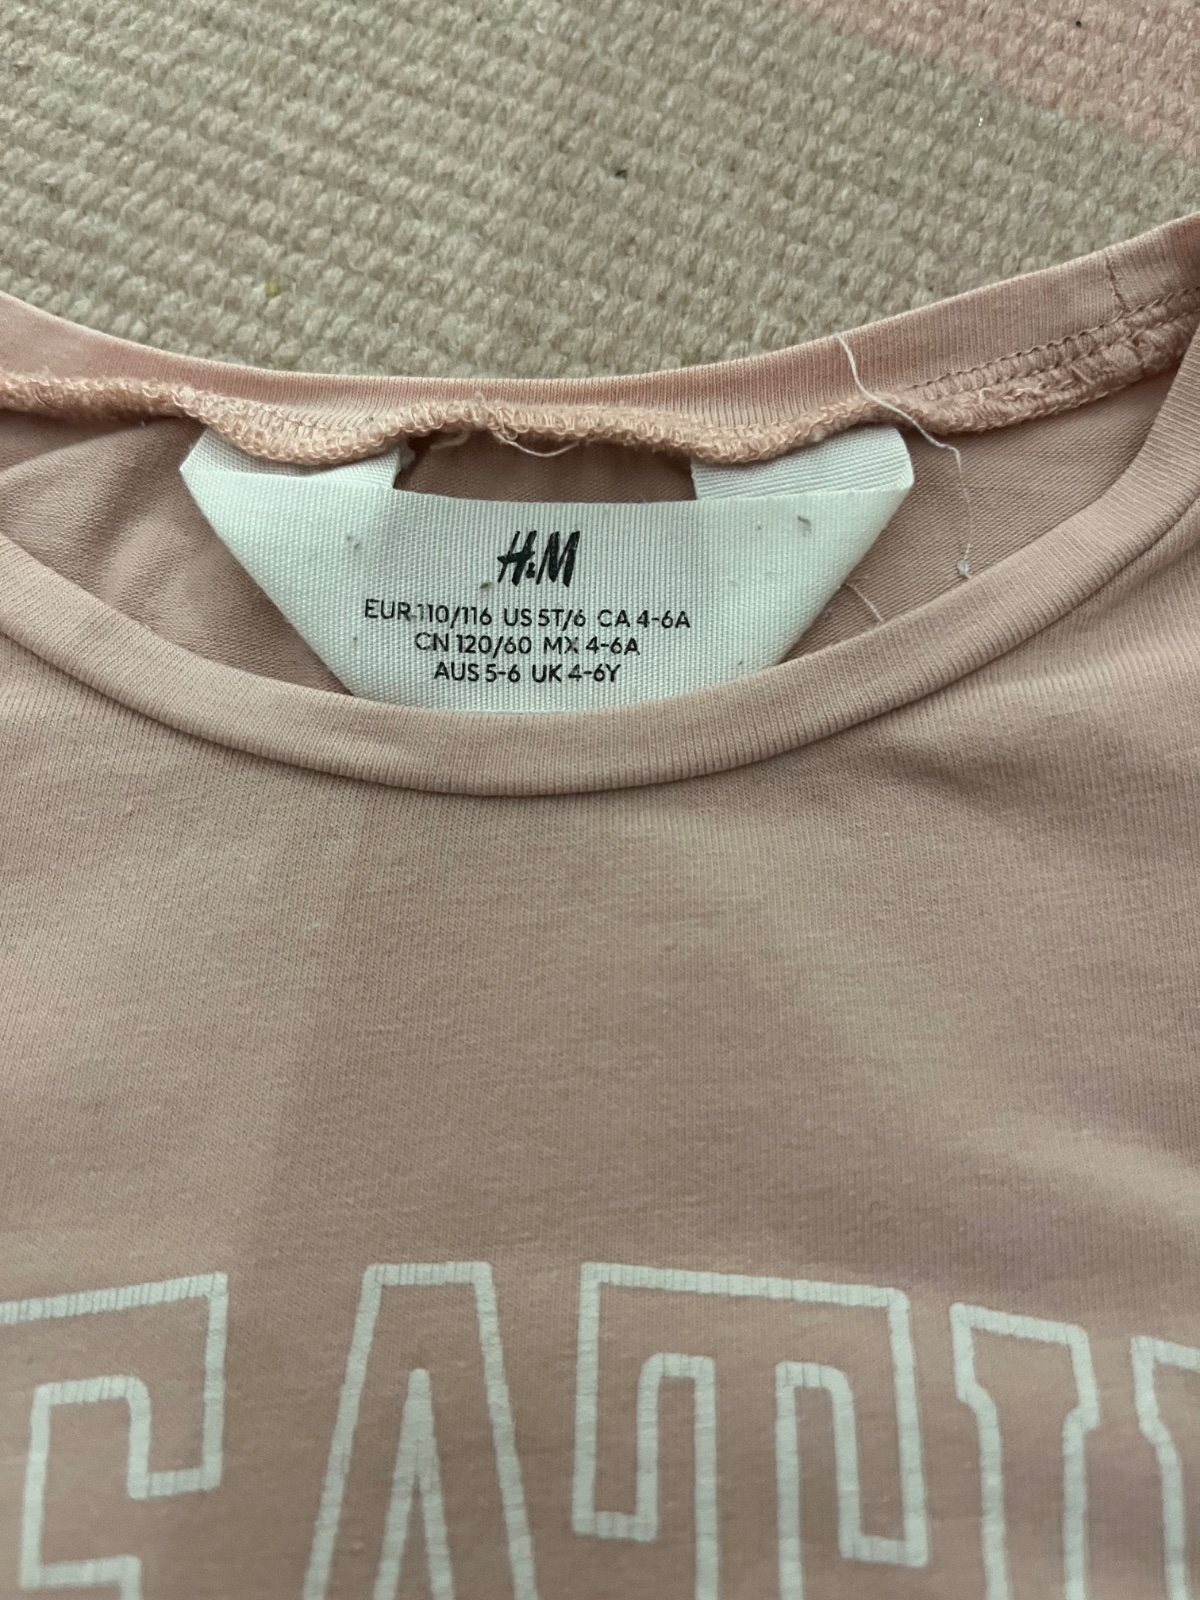 H&M
EUR 110/116 US 5T/6 CA 4-6A
CN 120/60 MX 4-6A
AUS 5-6 UK 4-6Y